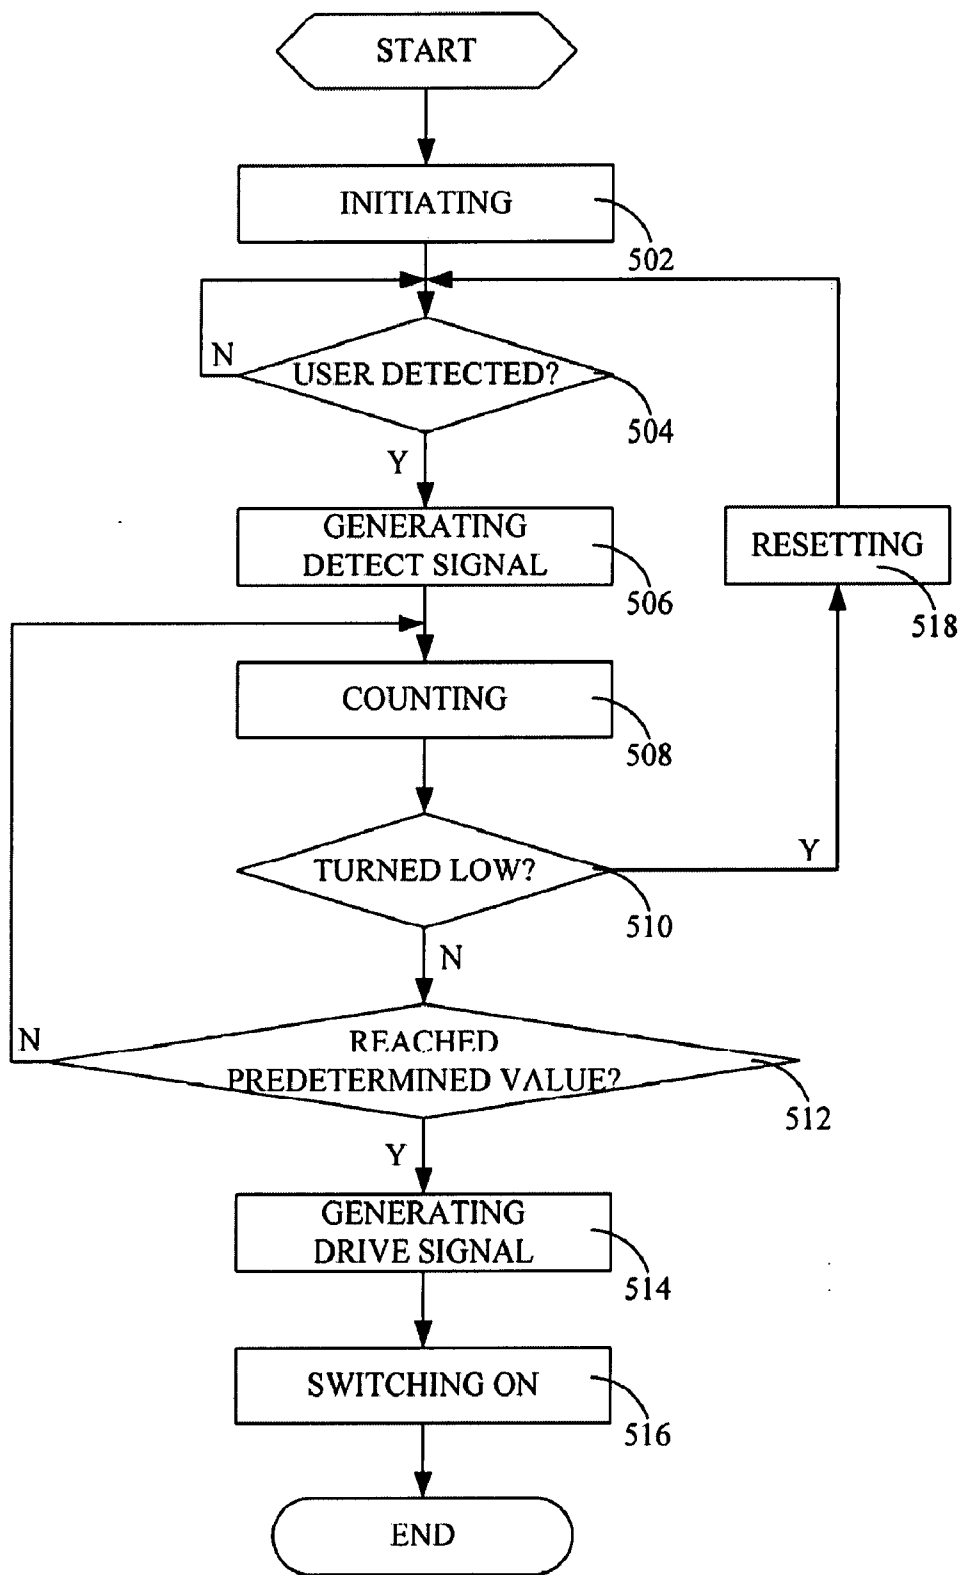 START
INITIATING
502
N
USER DETECTED?
504
Y
GENERATING
DETECT SIGNAL
506
RESETTING
518
COUNTING
508
TURNED LOW?
Y
510
N
N
REACHED
PREDETERMINED VALUE?
512
Y
GENERATING
DRIVE SIGNAL
514
SWITCHING ON
516
END